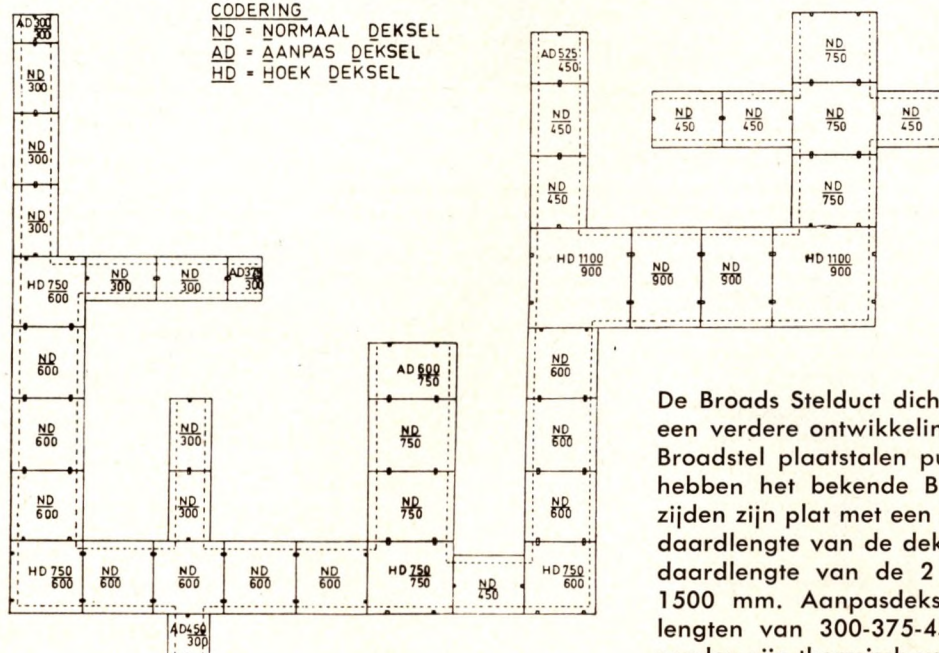 CODERING
ND = NORMAAL DEKSEL
AD = AANPAS DEKSEL
HD = HOEK DEKSEL
AD 300
300
ND
300
ND
300
ND
300
HD 750
600
ND
300
ND
300
AD 375
300
ND
600
ND
600
ND
600
HD 750
600
ND
600
ND
600
ND
600
ND
600
ND
300
ND
300
AD 450
300
AD 600
750
ND
750
ND
750
HD 750
750
ND
450
HD 750
600
ND
600
ND
600
ND
600
AD 525
450
ND
450
ND
450
HD 1100
900
ND
900
ND
900
HD 1100
900
ND
750
ND
750
ND
750
ND
450
ND
450
ND
450
De Broads Stelduct dich
een verdere ontwikkelin
Broadstel plaatstalen pu
hebben het bekende B
zijden zijn plat met een
daardlengte van de dek
daardlengte van de 2
1500 mm. Aanpasdeks
lengten van 300-375-4